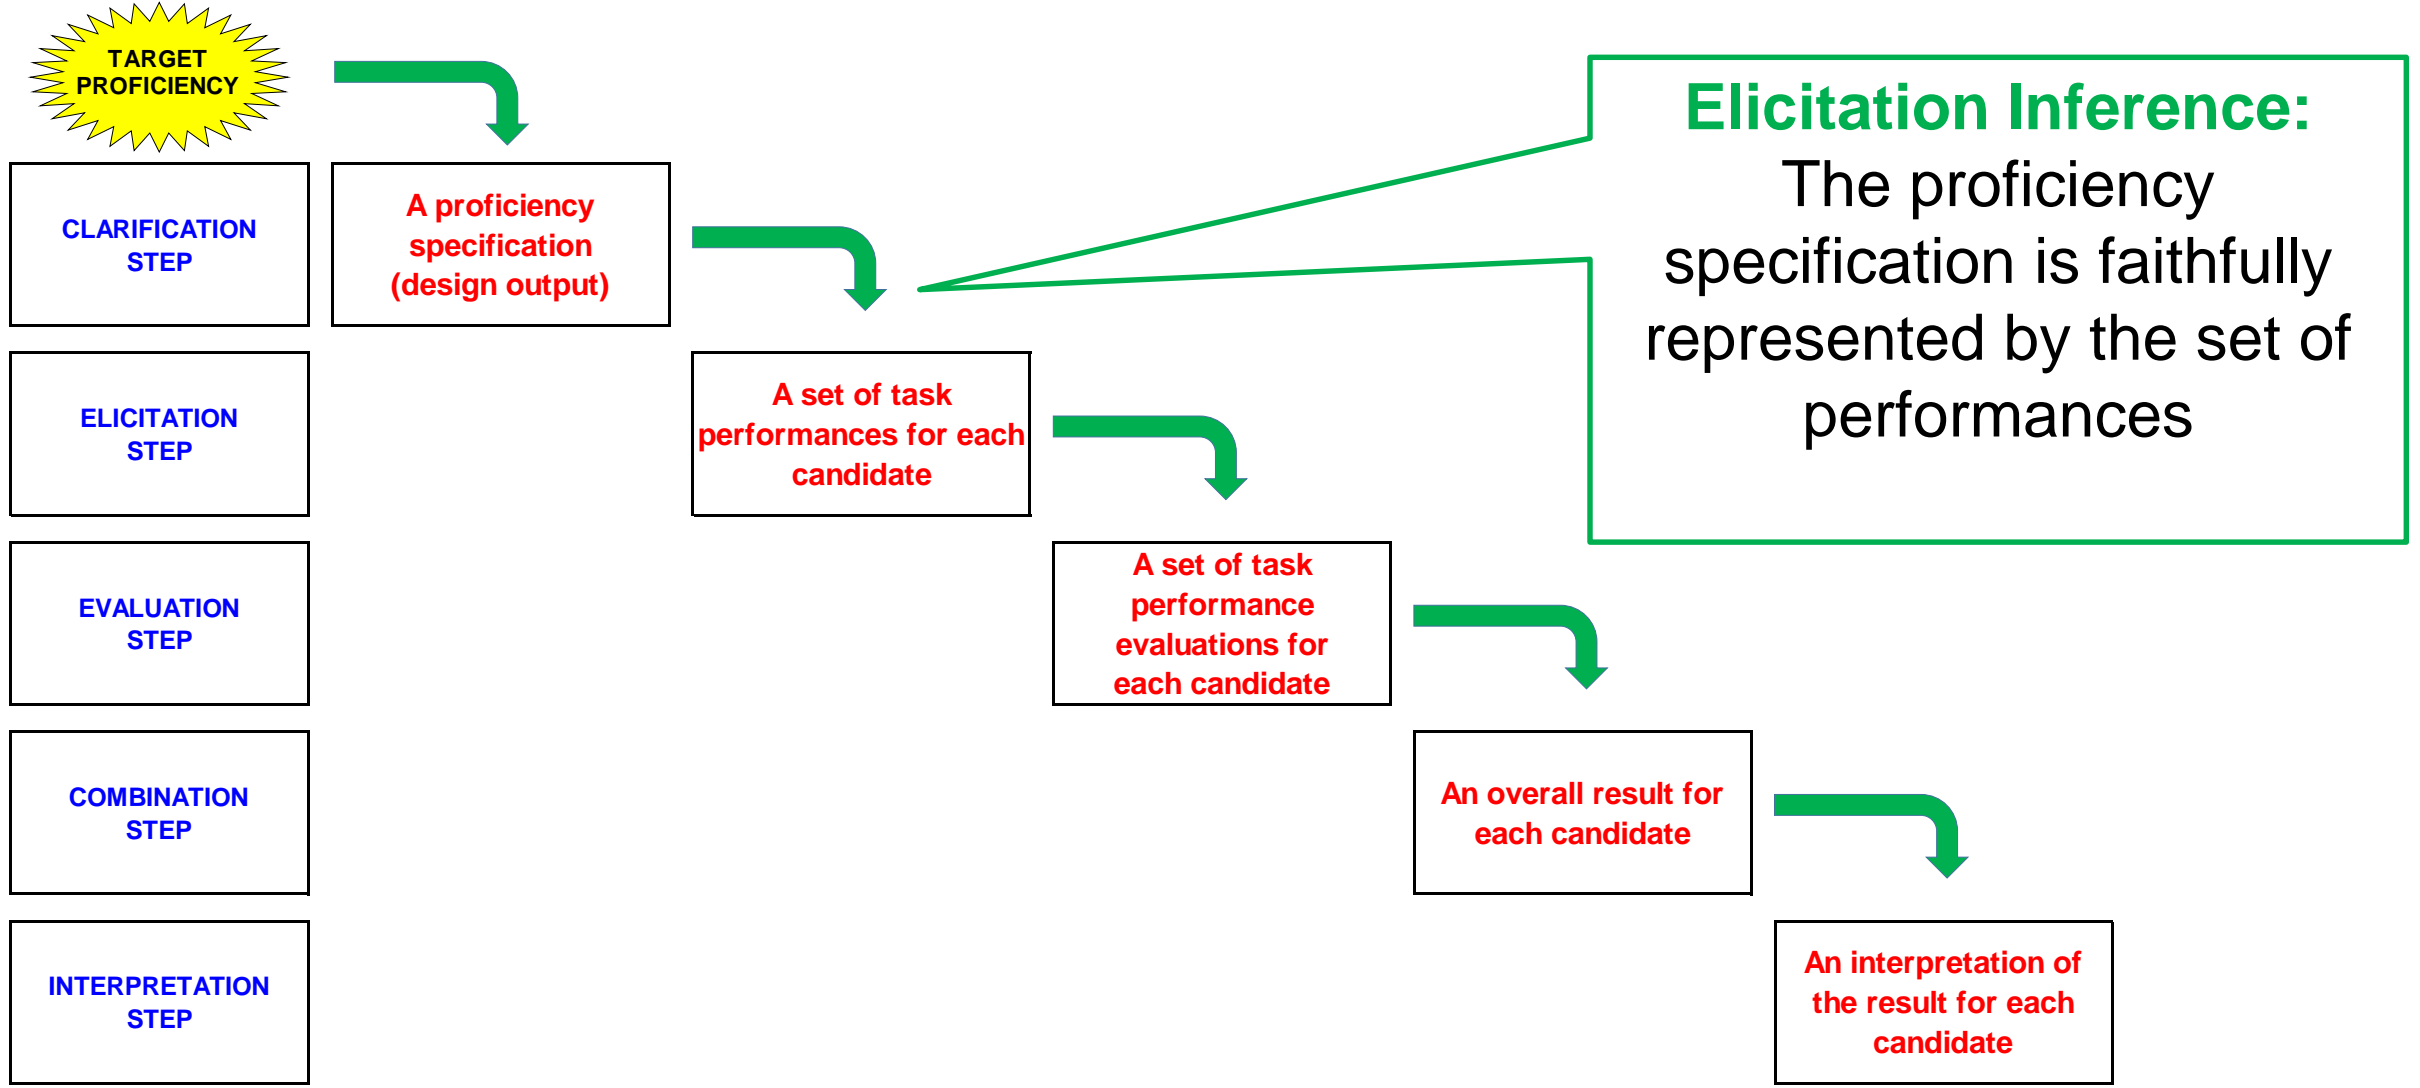 TARGET
PROFICIENCY
CLARIFICATION
STEP
A proficiency
specification
(design output)
Elicitation Inference:
The proficiency
specification is faithfully
represented by the set of
performances
ELICITATION
STEP
A set of task
performances for each
candidate
EVALUATION
STEP
A set of task
performance
evaluations for
each candidate
COMBINATION
STEP
An overall result for
each candidate
INTERPRETATION
STEP
An interpretation of
the result for each
candidate